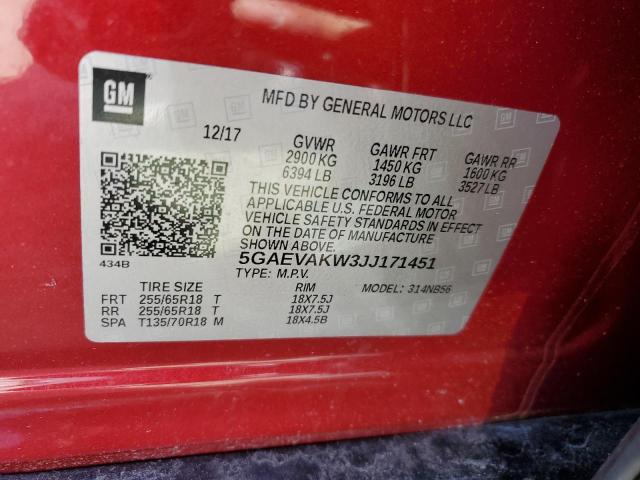 GM
MFD BY GENERAL MOTORS LLC
12/17 GVWR GAWR FRT GAWR RR
2900 KG 1450 KG 1600 KG
6394 LB 3196 LB 3527 LB
THIS VEHICLE CONFORMS TO ALL
APPLICABLE U.S. FEDERAL MOTOR
VEHICLE SAFETY STANDARDS IN EFFECT
ON THE DATE OF MANUFACTURE
SHOWN ABOVE.
434B
5GAEVAKW3JJ171451
TYPE: M.P.V. MODEL: 314NB56
TIRE SIZE RIM
FRT 255/65R18 T 18X7.5J
RR 255/65R18 T 18X7.5J
SPA T135/70R18 M 18X4.5B